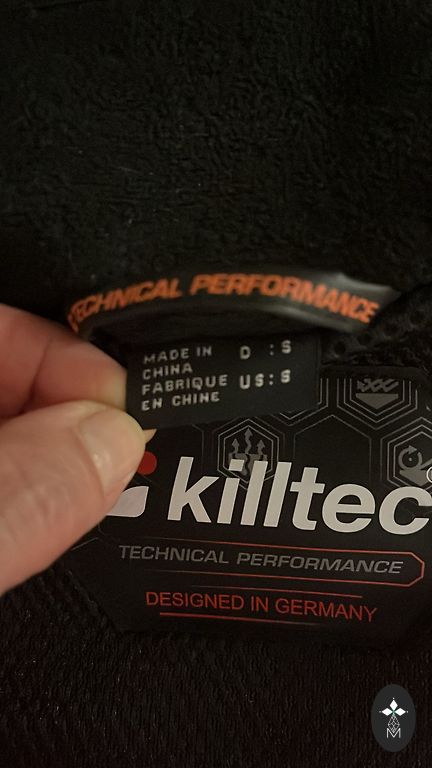 TECHNICAL PERFORMANCE
MADE IN CHINA
D : S
FABRIQUE EN CHINE
US: S
killtec
TECHNICAL PERFORMANCE
DESIGNED IN GERMANY
M